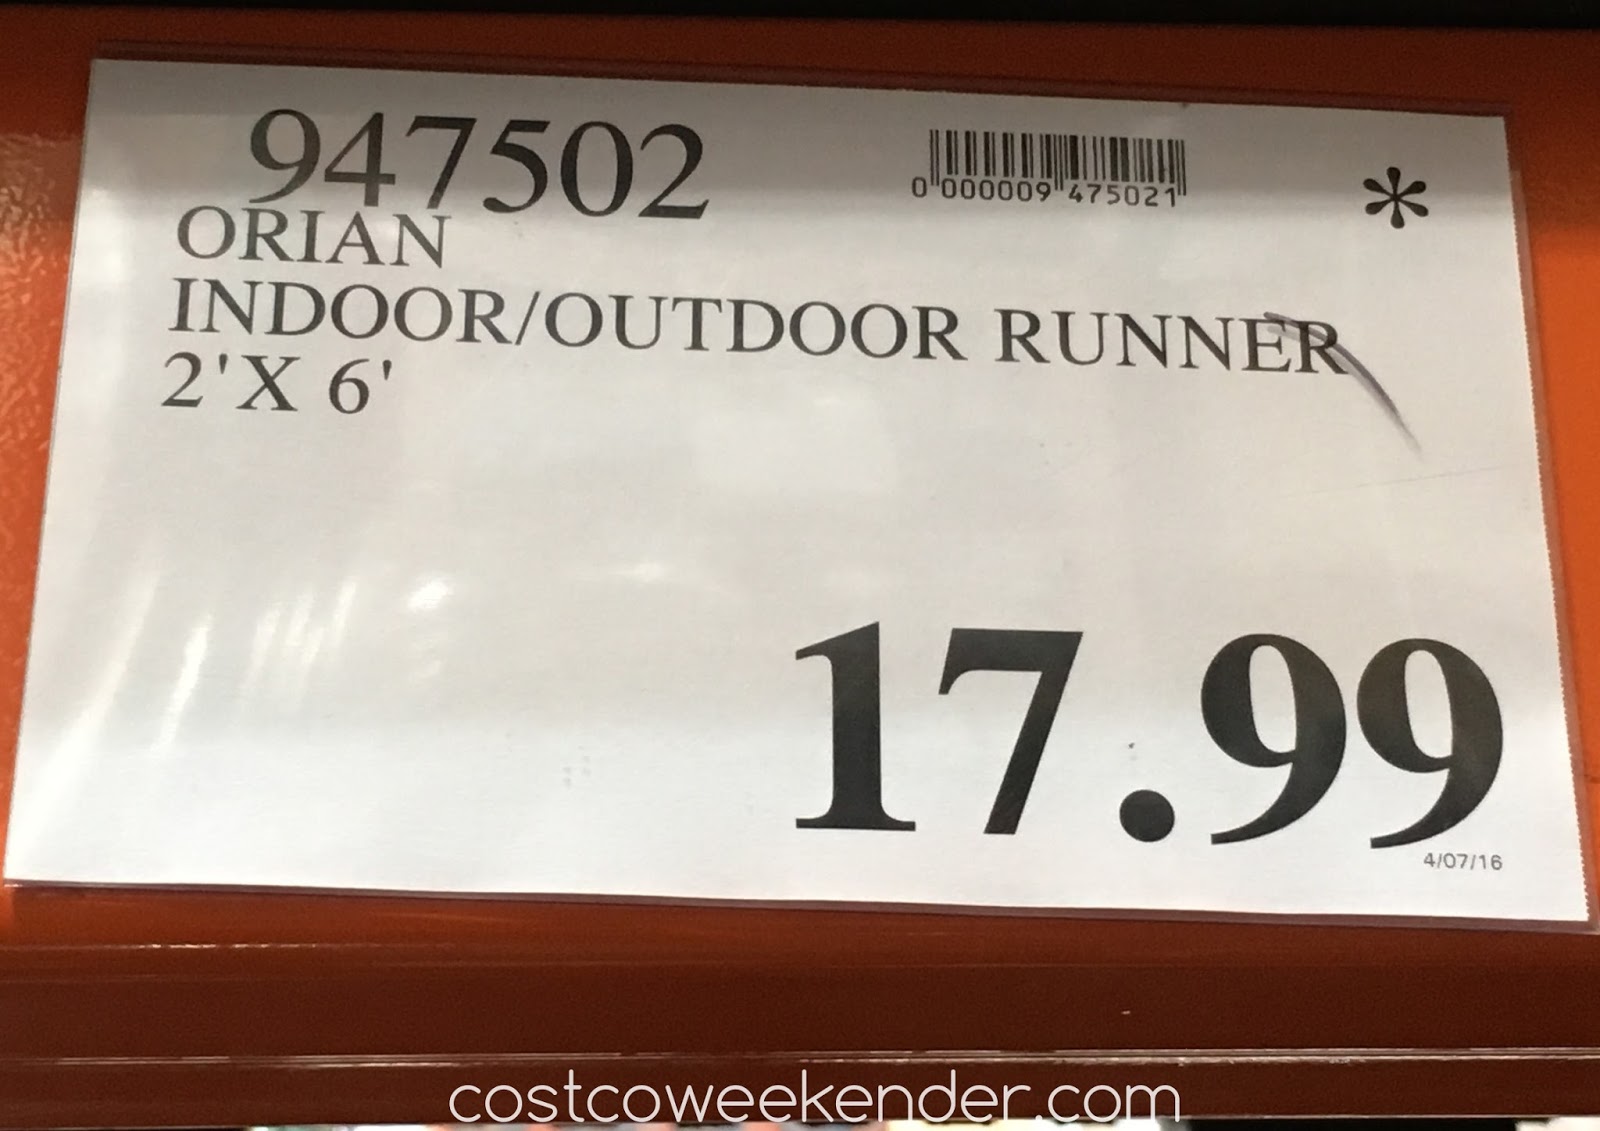 947502
0 000009 475021
*
ORIAN
INDOOR/OUTDOOR RUNNER
2'X 6'
17.99
4/07/16
costcoweekender.com